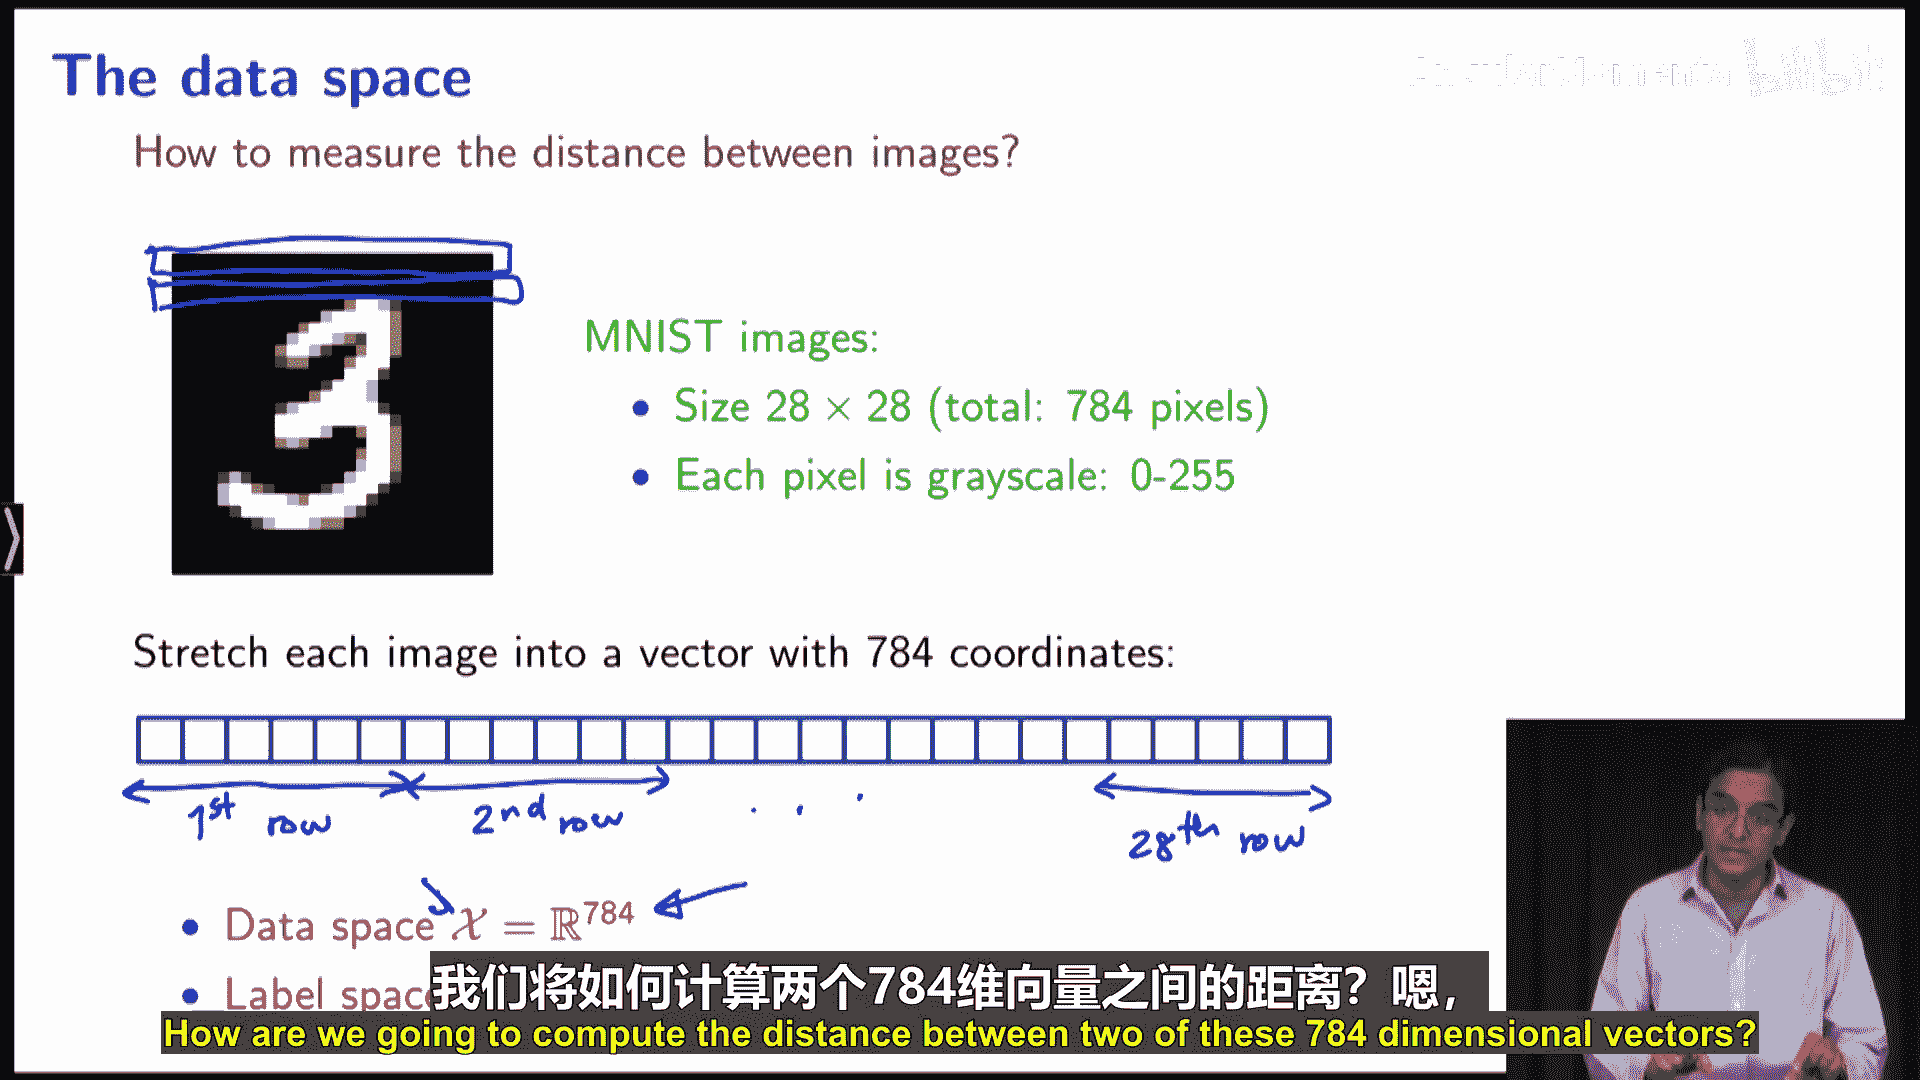 The data space
How to measure the distance between images?
MNIST images:
• Size 28 × 28 (total: 784 pixels)
• Each pixel is grayscale: 0-255
Stretch each image into a vector with 784 coordinates:
1st row 2nd row . . . 28th row
• Data space 𝒳 = ℝ^784
• Label space
我们将如何计算两个784维向量之间的距离？嗯，
How are we going to compute the distance between two of these 784 dimensional vectors?